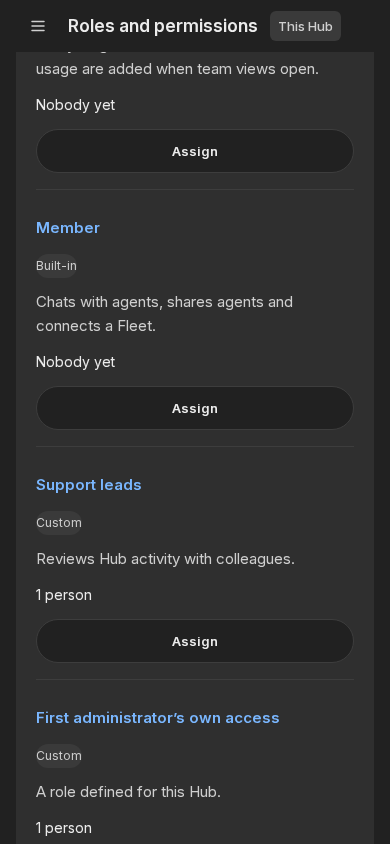 Roles and permissions
This Hub
usage are added when team views open.
Nobody yet
Assign
Member
Built-in
Chats with agents, shares agents and
connects a Fleet.
Nobody yet
Assign
Support leads
Custom
Reviews Hub activity with colleagues.
1 person
Assign
First administrator’s own access
Custom
A role defined for this Hub.
1 person